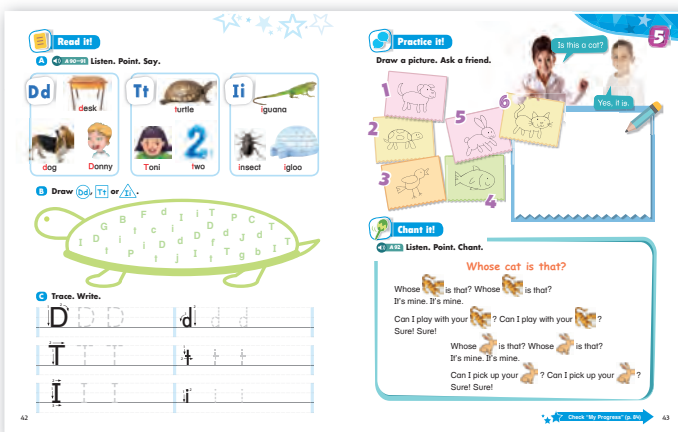 Read it!
A A90-91 Listen. Point. Say.
Dd
desk
dog
Donny
Tt
turtle
Toni
two
2
Ii
iguana
insect
igloo
B Draw Dd, Tt or Ii.
C Trace. Write.
D D D
d d d
T T T
t t t
I I I
i i i
42
5
Practice it!
Draw a picture. Ask a friend.
Is this a cat?
Yes, it is.
1
2
3
4
5
6
Chant it!
A92 Listen. Point. Chant.
Whose cat is that?
Whose is that? Whose is that?
It's mine. It's mine.
Can I play with your ? Can I play with your ?
Sure! Sure!
Whose is that? Whose is that?
It's mine. It's mine.
Can I pick up your ? Can I pick up your ?
Sure! Sure!
Check "My Progress" (p. 84)
43